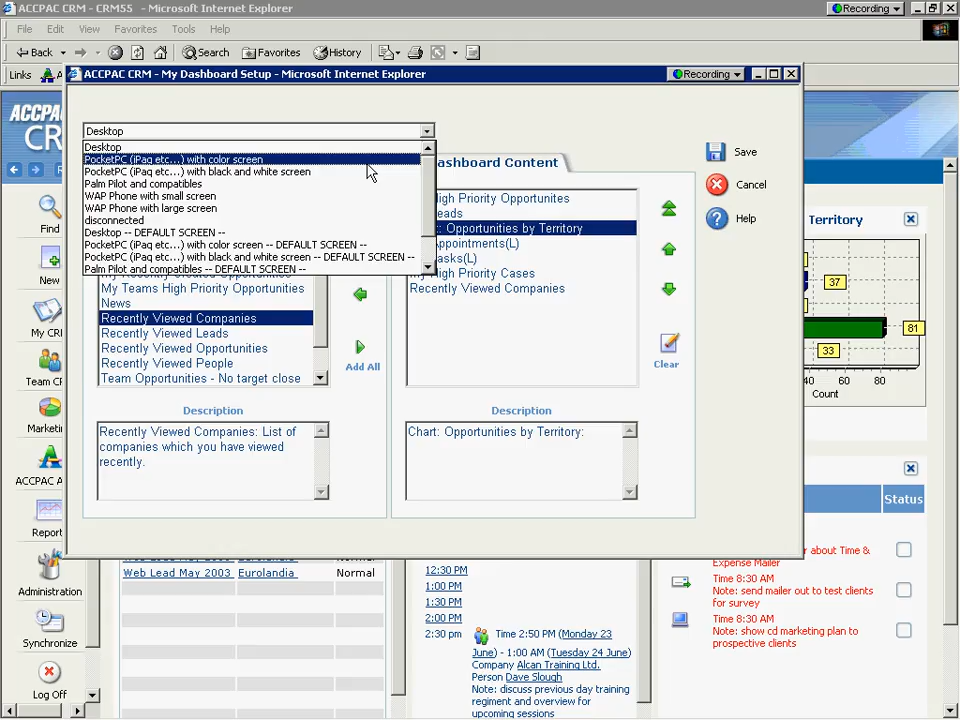 ACCPAC CRM - CRM55 - Microsoft Internet Explorer
Recording
File Edit View Favorites Tools Help
Back Search Favorites History
Links
ACCPAC CRM - My Dashboard Setup - Microsoft Internet Explorer
Recording
Desktop
Desktop
PocketPC (iPaq etc...) with color screen
PocketPC (iPaq etc...) with black and white screen
Palm Pilot and compatibles
WAP Phone with small screen
WAP Phone with large screen
disconnected
Desktop -- DEFAULT SCREEN --
PocketPC (iPaq etc...) with color screen -- DEFAULT SCREEN --
PocketPC (iPaq etc...) with black and white screen -- DEFAULT SCREEN --
Palm Pilot and compatibles -- DEFAULT SCREEN --
My Teams High Priority Opportunities
News
Recently Viewed Companies
Recently Viewed Leads
Recently Viewed Opportunities
Recently Viewed People
Team Opportunities - No target close
Add All
Description
Recently Viewed Companies: List of
companies which you have viewed
recently.
ashboard Content
High Priority Opportunites
eads
: Opportunities by Territory
ppointments(L)
asks(L)
High Priority Cases
Recently Viewed Companies
Clear
Description
Chart: Opportunities by Territory:
Save
Cancel
Help
ACCPA
CR
Find
New
My CR
Team CR
Marketi
ACCPAC A
Report
Administration
Synchronize
Log Off
Territory
37
81
33
40 60 80
Count
Status
r about Time &
Expense Mailer
Time 8:30 AM
Note: send mailer out to test clients
for survey
Time 8:30 AM
Note: show cd marketing plan to
prospective clients
Web Lead May 2003 Eurolandia Normal
12:30 PM
1:00 PM
1:30 PM
2:00 PM
2:30 pm
Time 2:50 PM (Monday 23
June) - 1:00 AM (Tuesday 24 June)
Company Alcan Training Ltd.
Person Dave Slough
Note: discuss previous day training
regiment and overview for
upcoming sessions